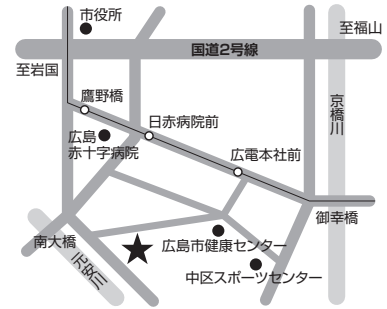 市役所
至福山
国道2号線
至岩国
京橋川
鷹野橋
日赤病院前
広島
赤十字病院
広電本社前
御幸橋
南大橋
元安川
広島市健康センター
中区スポーツセンター